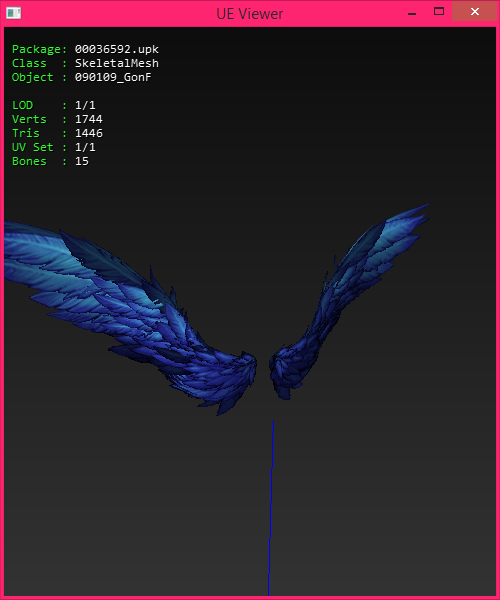 UE Viewer
Package: 00036592.upk
Class  : SkeletalMesh
Object : 090109_GonF
LOD    : 1/1
Verts  : 1744
Tris   : 1446
UV Set : 1/1
Bones  : 15